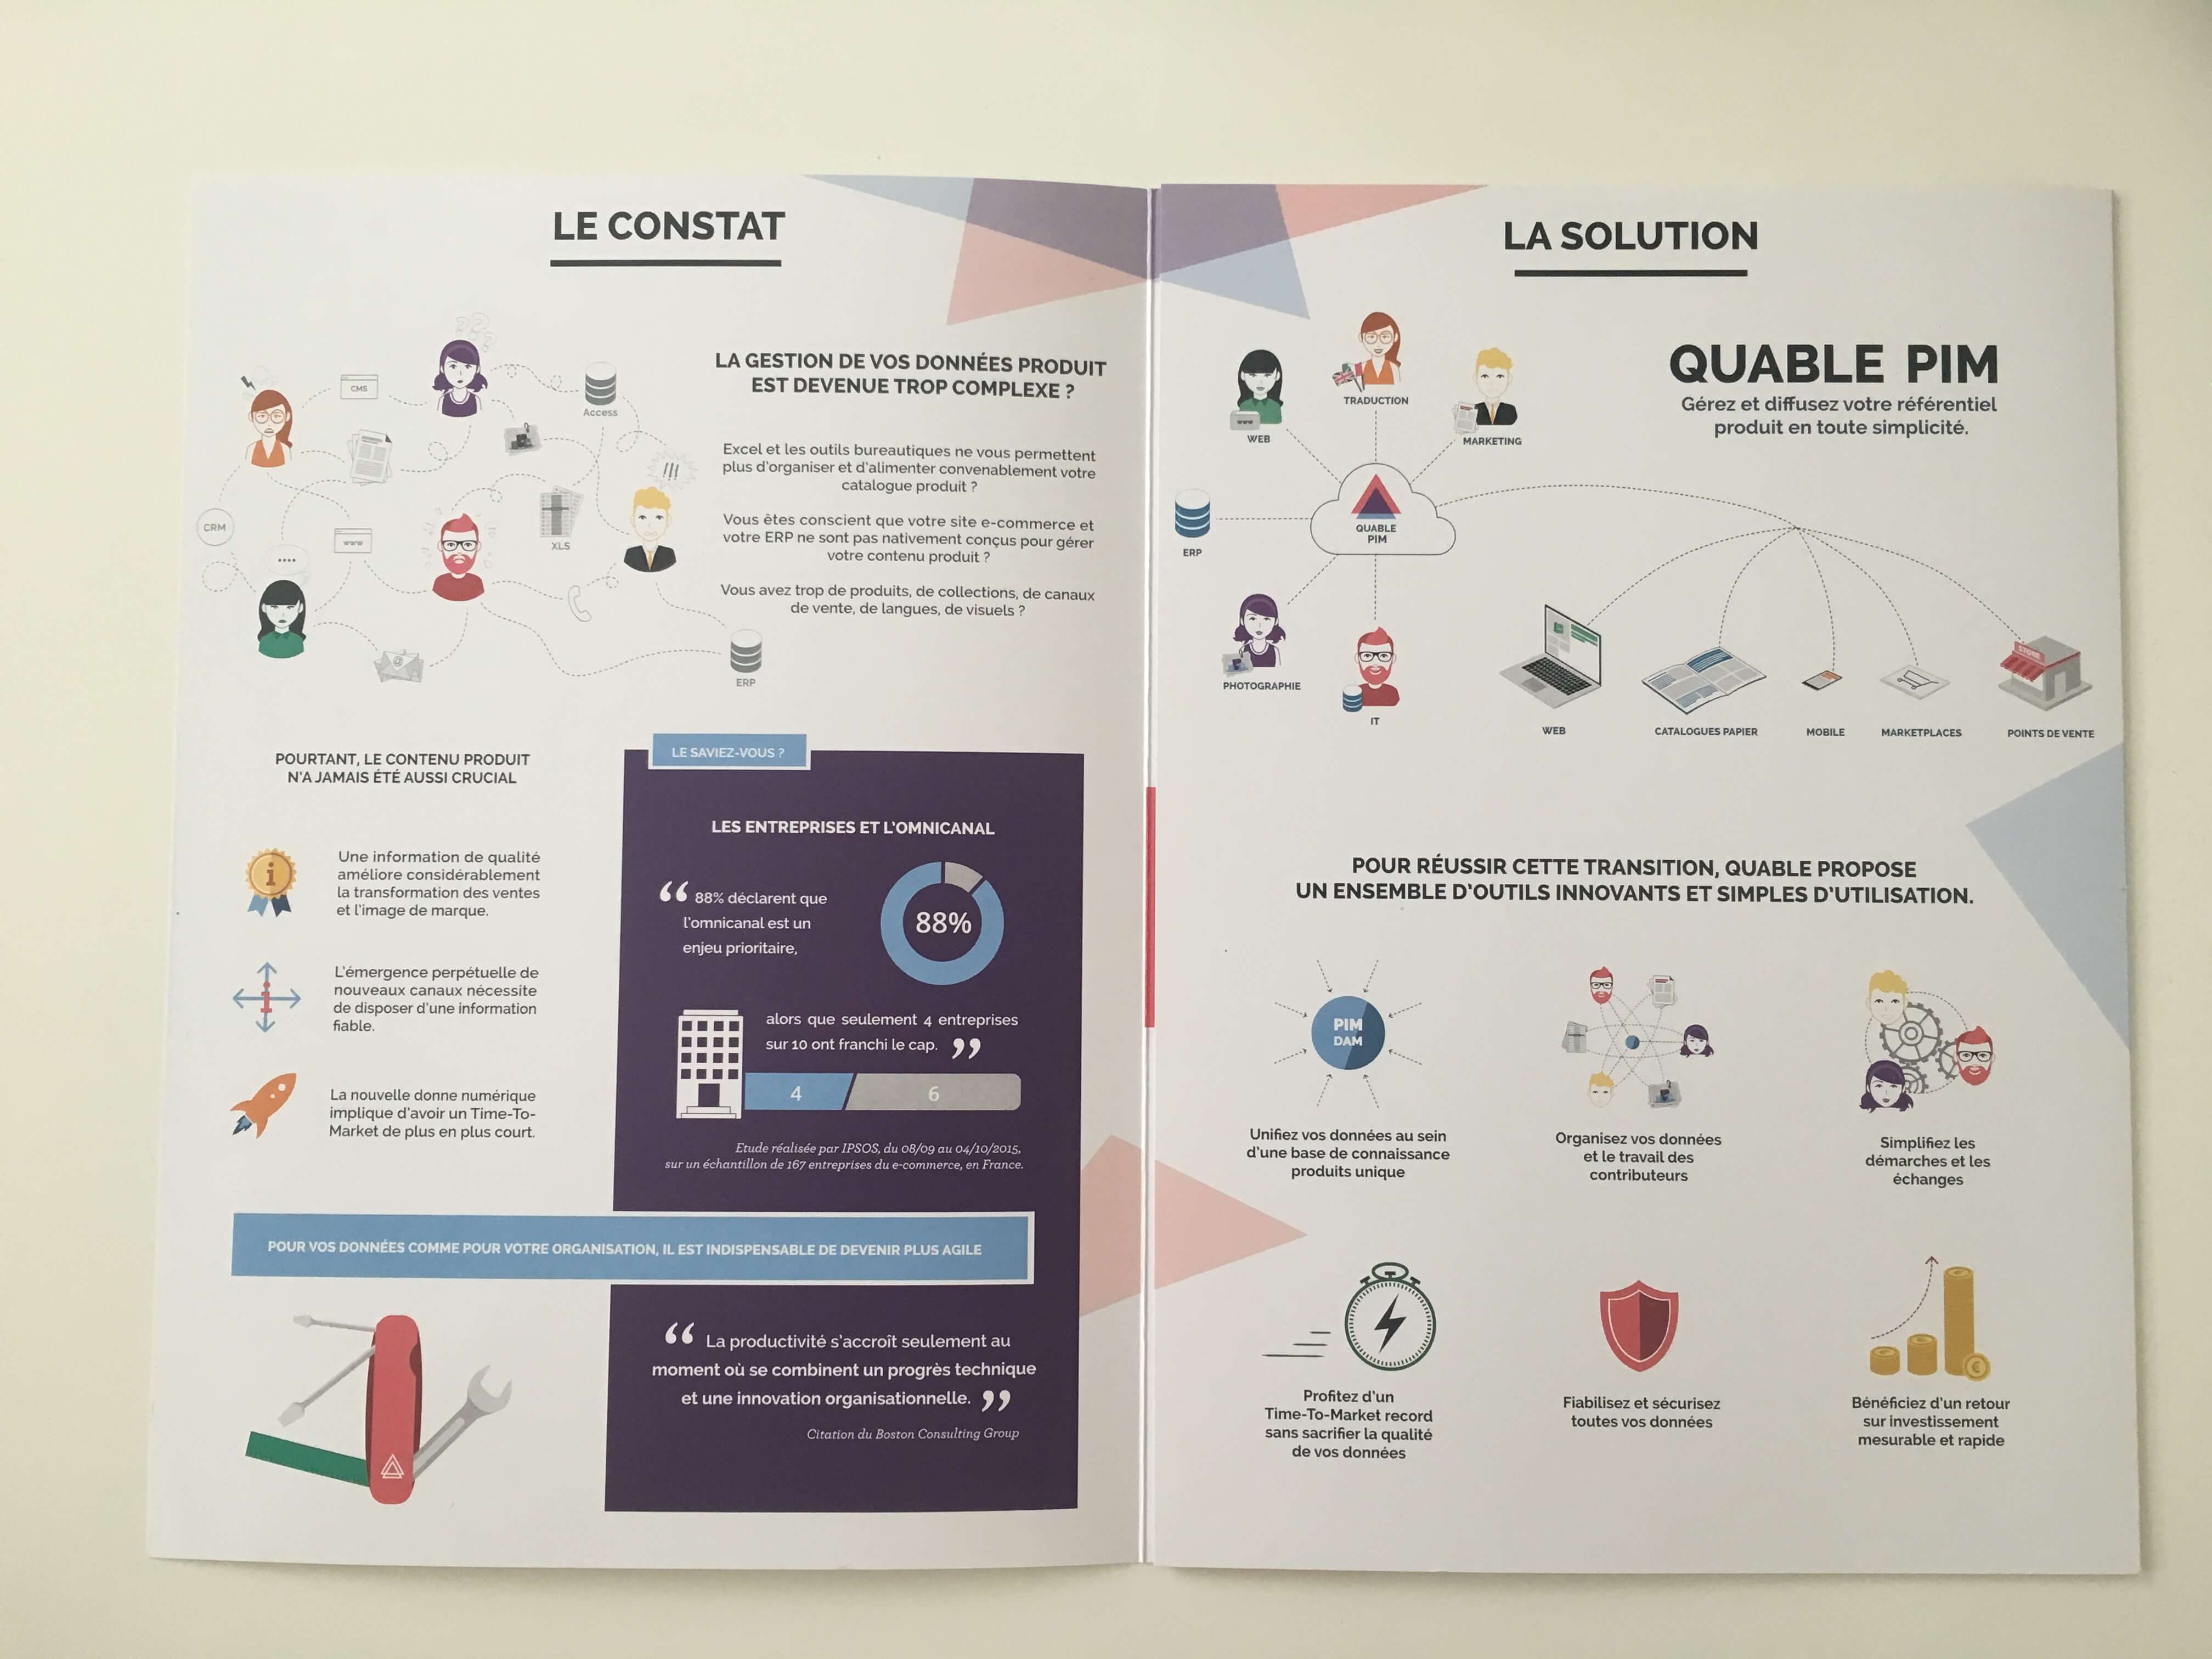 LE CONSTAT
CMS
Access
!!!
CRM
www
XLS
@
ERP
LA GESTION DE VOS DONNÉES PRODUIT
EST DEVENUE TROP COMPLEXE ?
Excel et les outils bureautiques ne vous permettent
plus d'organiser et d'alimenter convenablement votre
catalogue produit ?
Vous êtes conscient que votre site e-commerce et
votre ERP ne sont pas nativement conçus pour gérer
votre contenu produit ?
Vous avez trop de produits, de collections, de canaux
de vente, de langues, de visuels ?
POURTANT, LE CONTENU PRODUIT
N'A JAMAIS ÉTÉ AUSSI CRUCIAL
Une information de qualité
améliore considérablement
la transformation des ventes
et l'image de marque.
L'émergence perpétuelle de
nouveaux canaux nécessite
de disposer d'une information
fiable.
La nouvelle donne numérique
implique d'avoir un Time-To-
Market de plus en plus court.
LE SAVIEZ-VOUS ?
LES ENTREPRISES ET L'OMNICANAL
“ 88% déclarent que
l'omnicanal est un
enjeu prioritaire,
88%
alors que seulement 4 entreprises
sur 10 ont franchi le cap. ”
4 6
Etude réalisée par IPSOS, du 08/09 au 04/10/2015,
sur un échantillon de 167 entreprises du e-commerce, en France.
POUR VOS DONNÉES COMME POUR VOTRE ORGANISATION, IL EST INDISPENSABLE DE DEVENIR PLUS AGILE
“ La productivité s'accroît seulement au
moment où se combinent un progrès technique
et une innovation organisationnelle. ”
Citation du Boston Consulting Group
LA SOLUTION
QUABLE PIM
Gérez et diffusez votre référentiel
produit en toute simplicité.
www
WEB
TRADUCTION
MARKETING
ERP
QUABLE
PIM
PHOTOGRAPHIE
IT
STORE
WEB
CATALOGUES PAPIER
MOBILE
MARKETPLACES
POINTS DE VENTE
POUR RÉUSSIR CETTE TRANSITION, QUABLE PROPOSE
UN ENSEMBLE D'OUTILS INNOVANTS ET SIMPLES D'UTILISATION.
PIM
DAM
Unifiez vos données au sein
d'une base de connaissance
produits unique
Organisez vos données
et le travail des
contributeurs
Simplifiez les
démarches et les
échanges
Profitez d'un
Time-To-Market record
sans sacrifier la qualité
de vos données
Fiabilisez et sécurisez
toutes vos données
€
Bénéficiez d'un retour
sur investissement
mesurable et rapide